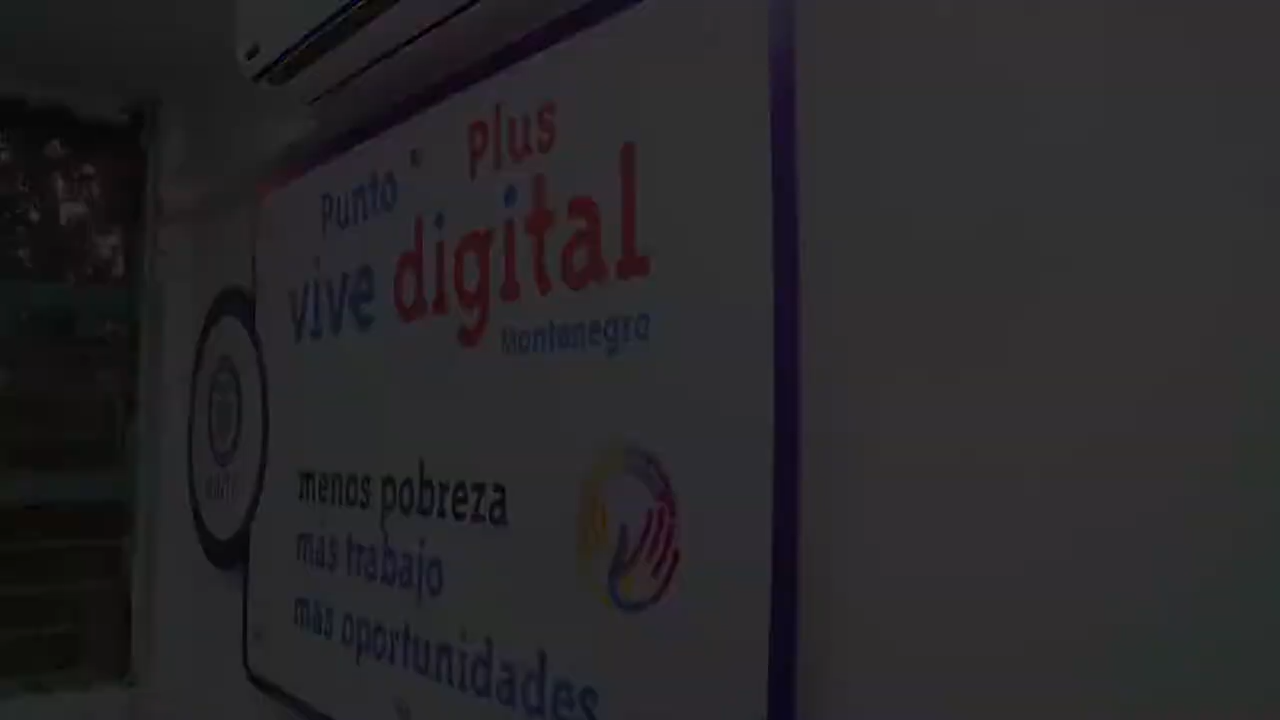 Punto Plus
vive digital
Montenegro
menos pobreza
más trabajo
más oportunidades